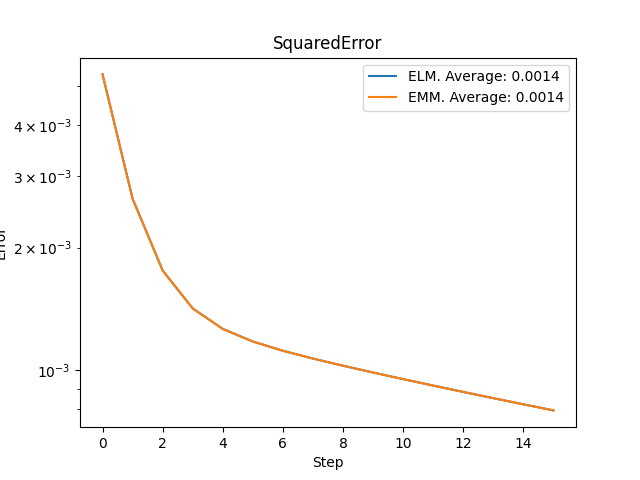 SquaredError
ELM. Average: 0.0014
EMM. Average: 0.0014
4 × 10⁻³
3 × 10⁻³
2 × 10⁻³
10⁻³
Error
0 2 4 6 8 10 12 14
Step